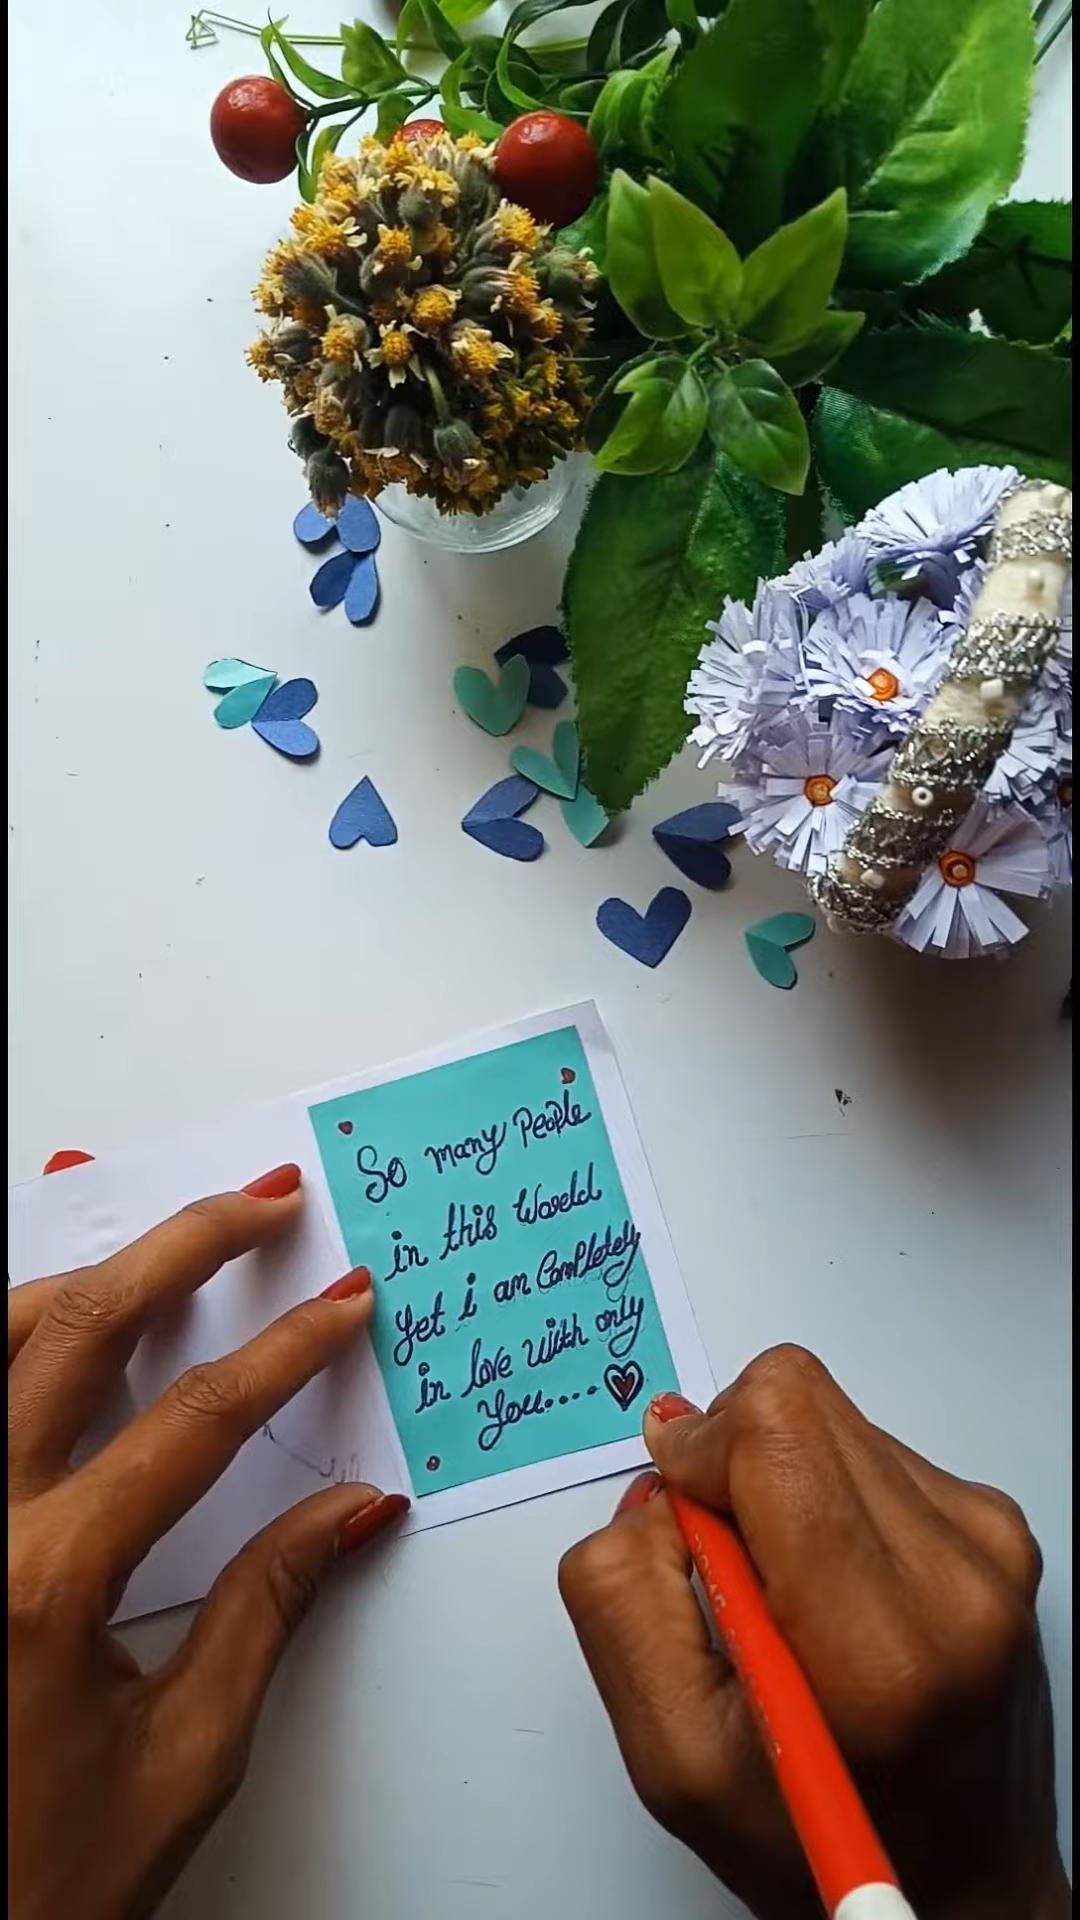 So many People
in this World
yet i am Completely
in love with only
You....